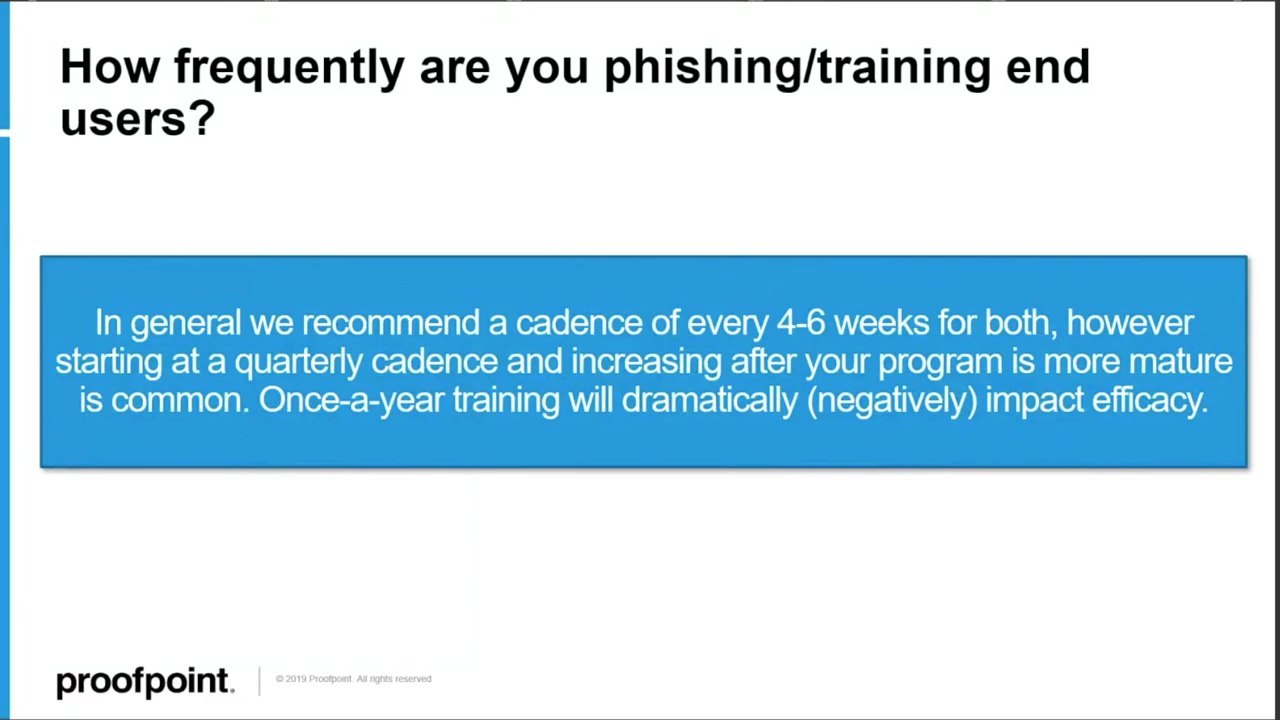 How frequently are you phishing/training end
users?
In general we recommend a cadence of every 4-6 weeks for both, however
starting at a quarterly cadence and increasing after your program is more mature
is common. Once-a-year training will dramatically (negatively) impact efficacy.
proofpoint.
© 2019 Proofpoint. All rights reserved